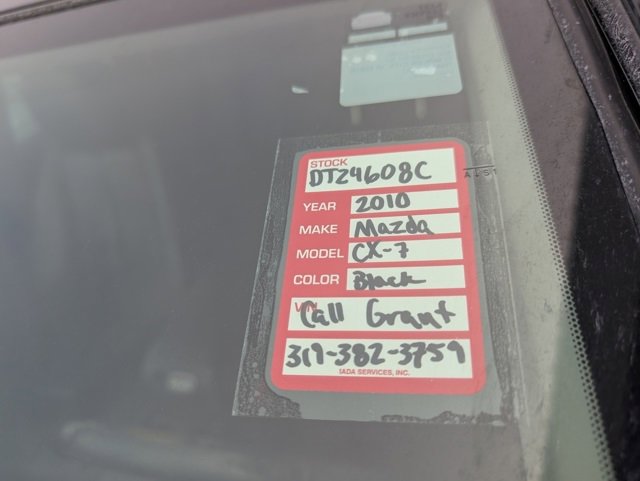 STOCK
DT24608C
YEAR 2010
MAKE Mazda
MODEL CX-7
COLOR Black
VIN
Call Grant
319-382-3759
IADA SERVICES, INC.